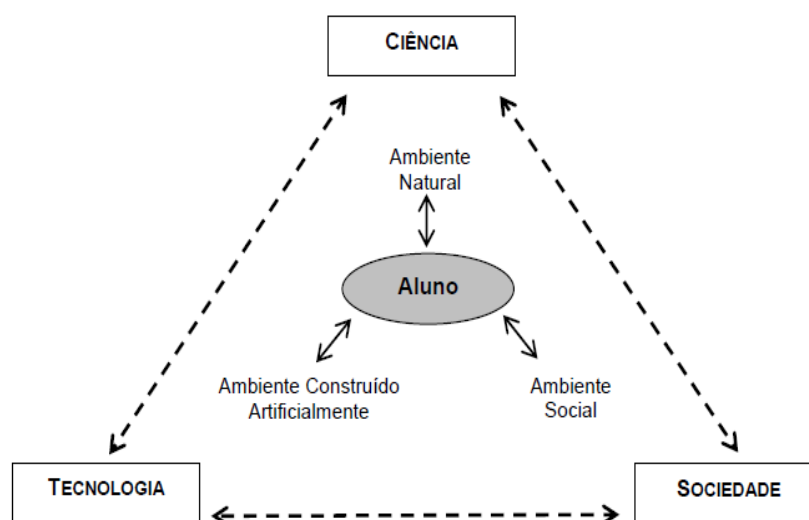 CIÊNCIA
Ambiente
Natural
Aluno
Ambiente Construído
Artificialmente
Ambiente
Social
TECNOLOGIA
SOCIEDADE